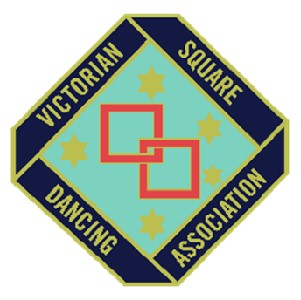 VICTORIAN
SQUARE
DANCING
ASSOCIATION